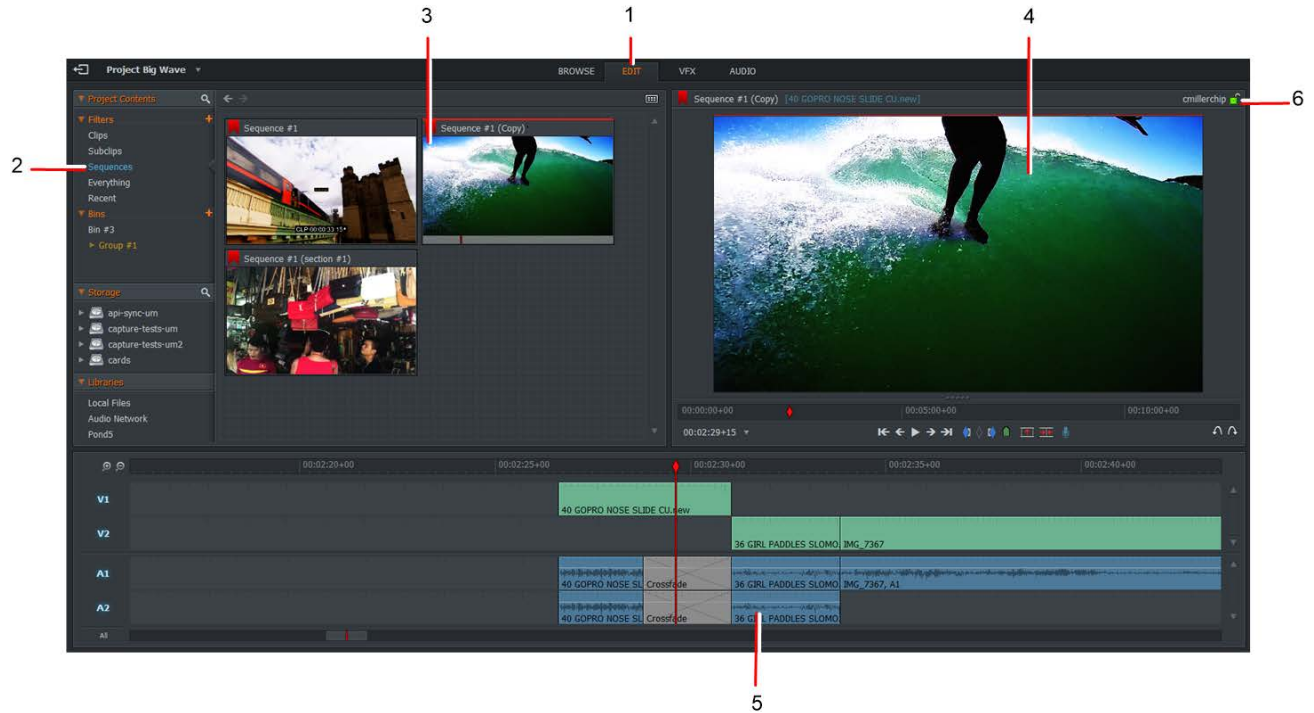 3
1
4
Project Big Wave
BROWSE EDIT VFX AUDIO
Project Contents
Sequence #1 (Copy) [40 GOPRO NOSE SLIDE CU.new]
cmillerchip
6
Filters +
Clips
Subclips
2
Sequences
Everything
Recent
Bins +
Bin #3
Group #1
Sequence #1
Sequence #1 (Copy)
CLP 00:00:33 15*
Sequence #1 (section #1)
Storage
api-sync-um
capture-tests-um
capture-tests-um2
cards
Libraries
Local Files
Audio Network
Pond5
00:00:00+00 00:05:00+00 00:10:00+00
00:02:29+15
00:02:20+00 00:02:25+00 00:02:30+00 00:02:35+00 00:02:40+00
V1
40 GOPRO NOSE SLIDE CU.new
V2
36 GIRL PADDLES SLOMO. IMG_7367
A1
40 GOPRO NOSE SL Crossfade 36 GIRL PADDLES SLOMO. IMG_7367, A1
A2
40 GOPRO NOSE SL Crossfade 36 GIRL PADDLES SLOMO.
All
5